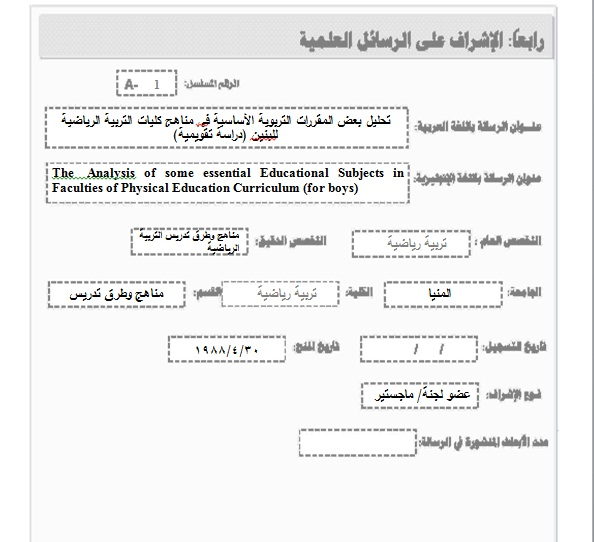 رابعاً: الإشراف على الرسائل العلمية
الرقم المسلسل: A- 1
عنــوان الرسالة باللغة العربية: تحليل بعض المقررات التربوية الأساسية في مناهج كليات التربية الرياضية
للبنين (دراسة تقويمية)
عنوان الرسالة باللغة الإنجليزية: The Analysis of some essential Educational Subjects in
Faculties of Physical Education Curriculum (for boys)
التخصص العام: تربية رياضية التخصص الدقيق: مناهج وطرق تدريس التربية
الرياضية
الجامعة: المنيا الكلية: تربية رياضية القسم: مناهج وطرق تدريس
تاريخ التسجيل: / / تاريخ المنح: ١٩٨٨/٤/٣٠
نوع الإشراف: عضو لجنة/ ماجستير
عدد الأبحاث المنشورة في الرسالة: